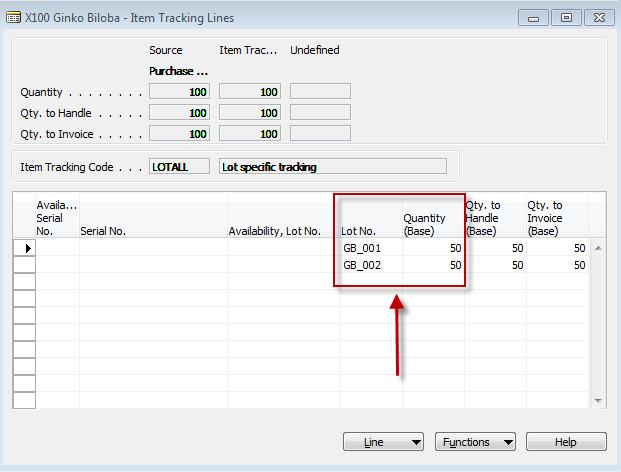 X100 Ginko Biloba - Item Tracking Lines
Source Item Trac... Undefined
Purchase ...
Quantity . . . . . . . . 100 100
Qty. to Handle . . . . . 100 100
Qty. to Invoice . . . . . 100 100
Item Tracking Code . . . LOTALL Lot specific tracking
Availa... Quantity Qty. to Qty. to
Serial Handle Invoice
No. Serial No. Availability, Lot No. Lot No. (Base) (Base) (Base)
GB_001 50 50 50
GB_002 50 50 50
Line Functions Help